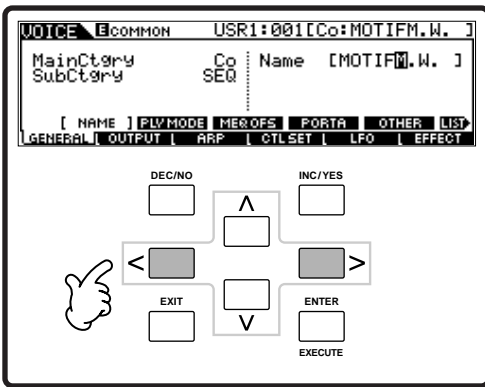 VOICE E COMMON USR1:001[Co:MOTIFM.W. ]
MainCtgry Co Name [MOTIFM.W. ]
SubCtgry SEQ
[ NAME ] PLY MODE MEQ OFS PORTA OTHER LIST
GENERAL [ OUTPUT [ ARP [ CTL SET [ LFO [ EFFECT
DEC/NO INC/YES
Λ
< >
EXIT V ENTER
EXECUTE